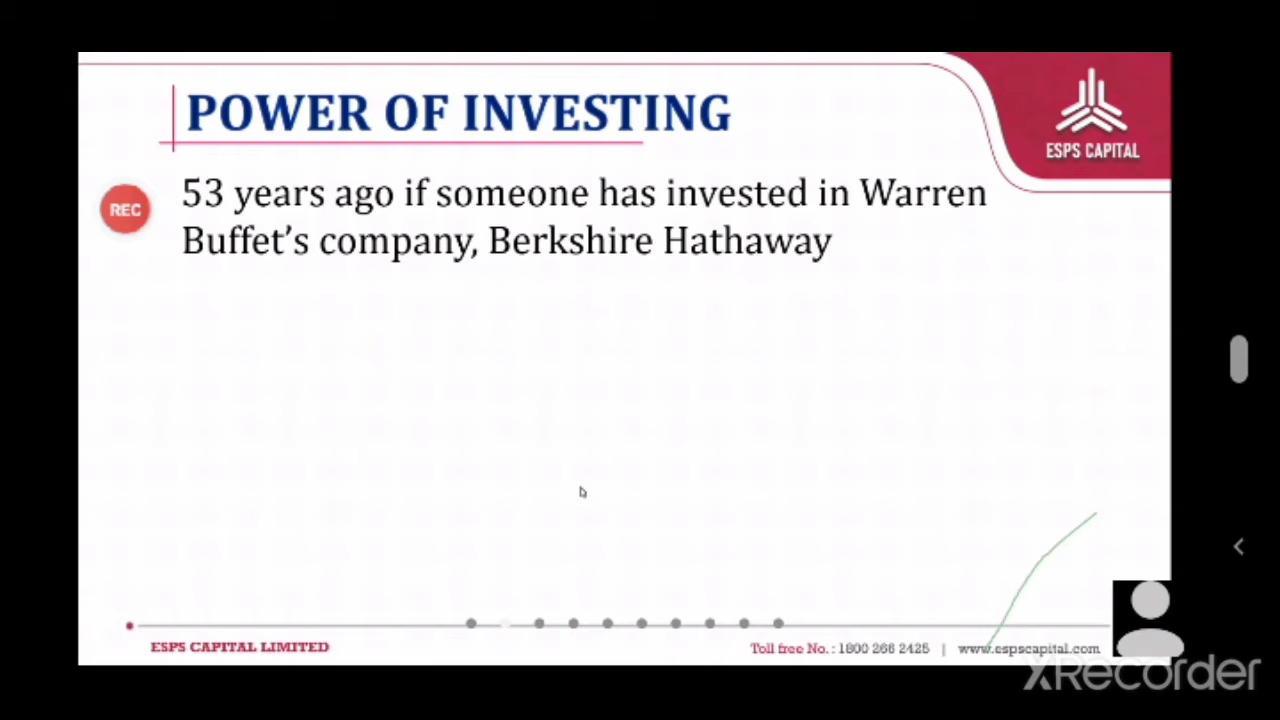 POWER OF INVESTING
ESPS CAPITAL
REC
53 years ago if someone has invested in Warren
Buffet’s company, Berkshire Hathaway
ESPS CAPITAL LIMITED
Toll free No. : 1800 266 2425 | www.espscapital.com
XRecorder